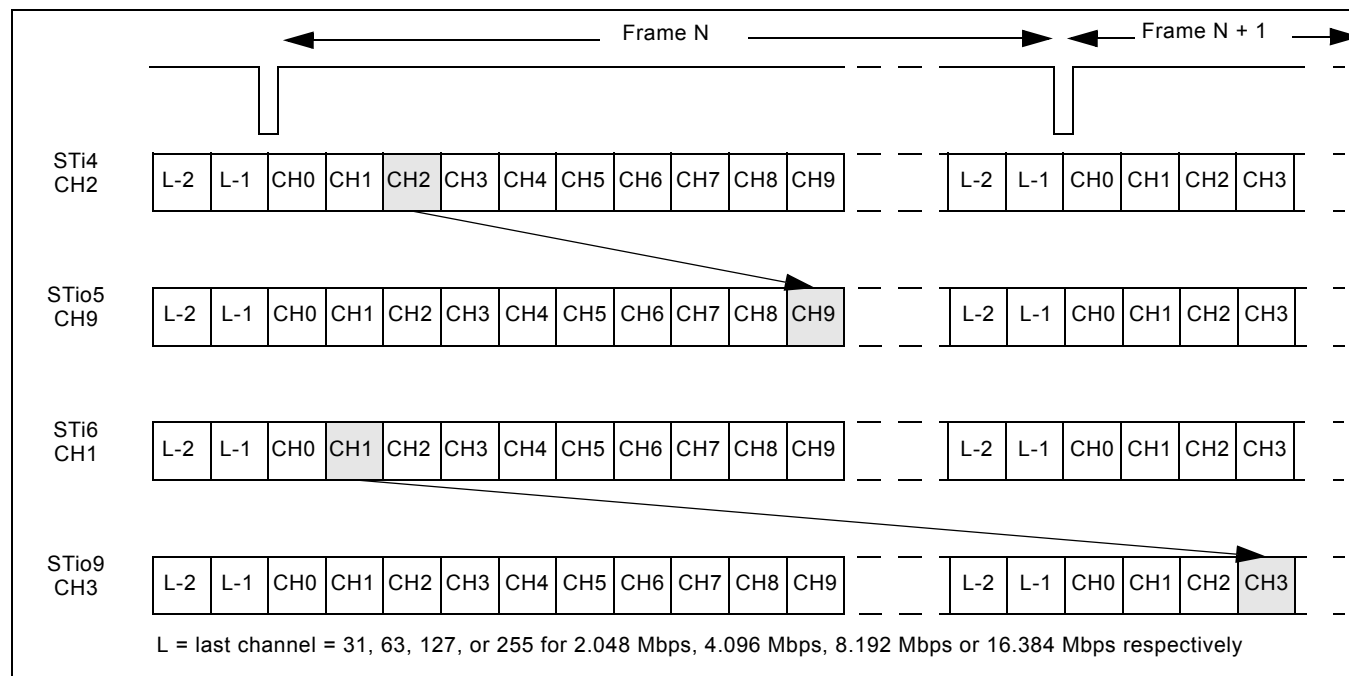 Frame N Frame N + 1
STi4
CH2
L-2 L-1 CH0 CH1 CH2 CH3 CH4 CH5 CH6 CH7 CH8 CH9 L-2 L-1 CH0 CH1 CH2 CH3
STio5
CH9
L-2 L-1 CH0 CH1 CH2 CH3 CH4 CH5 CH6 CH7 CH8 CH9 L-2 L-1 CH0 CH1 CH2 CH3
STi6
CH1
L-2 L-1 CH0 CH1 CH2 CH3 CH4 CH5 CH6 CH7 CH8 CH9 L-2 L-1 CH0 CH1 CH2 CH3
STio9
CH3
L-2 L-1 CH0 CH1 CH2 CH3 CH4 CH5 CH6 CH7 CH8 CH9 L-2 L-1 CH0 CH1 CH2 CH3
L = last channel = 31, 63, 127, or 255 for 2.048 Mbps, 4.096 Mbps, 8.192 Mbps or 16.384 Mbps respectively